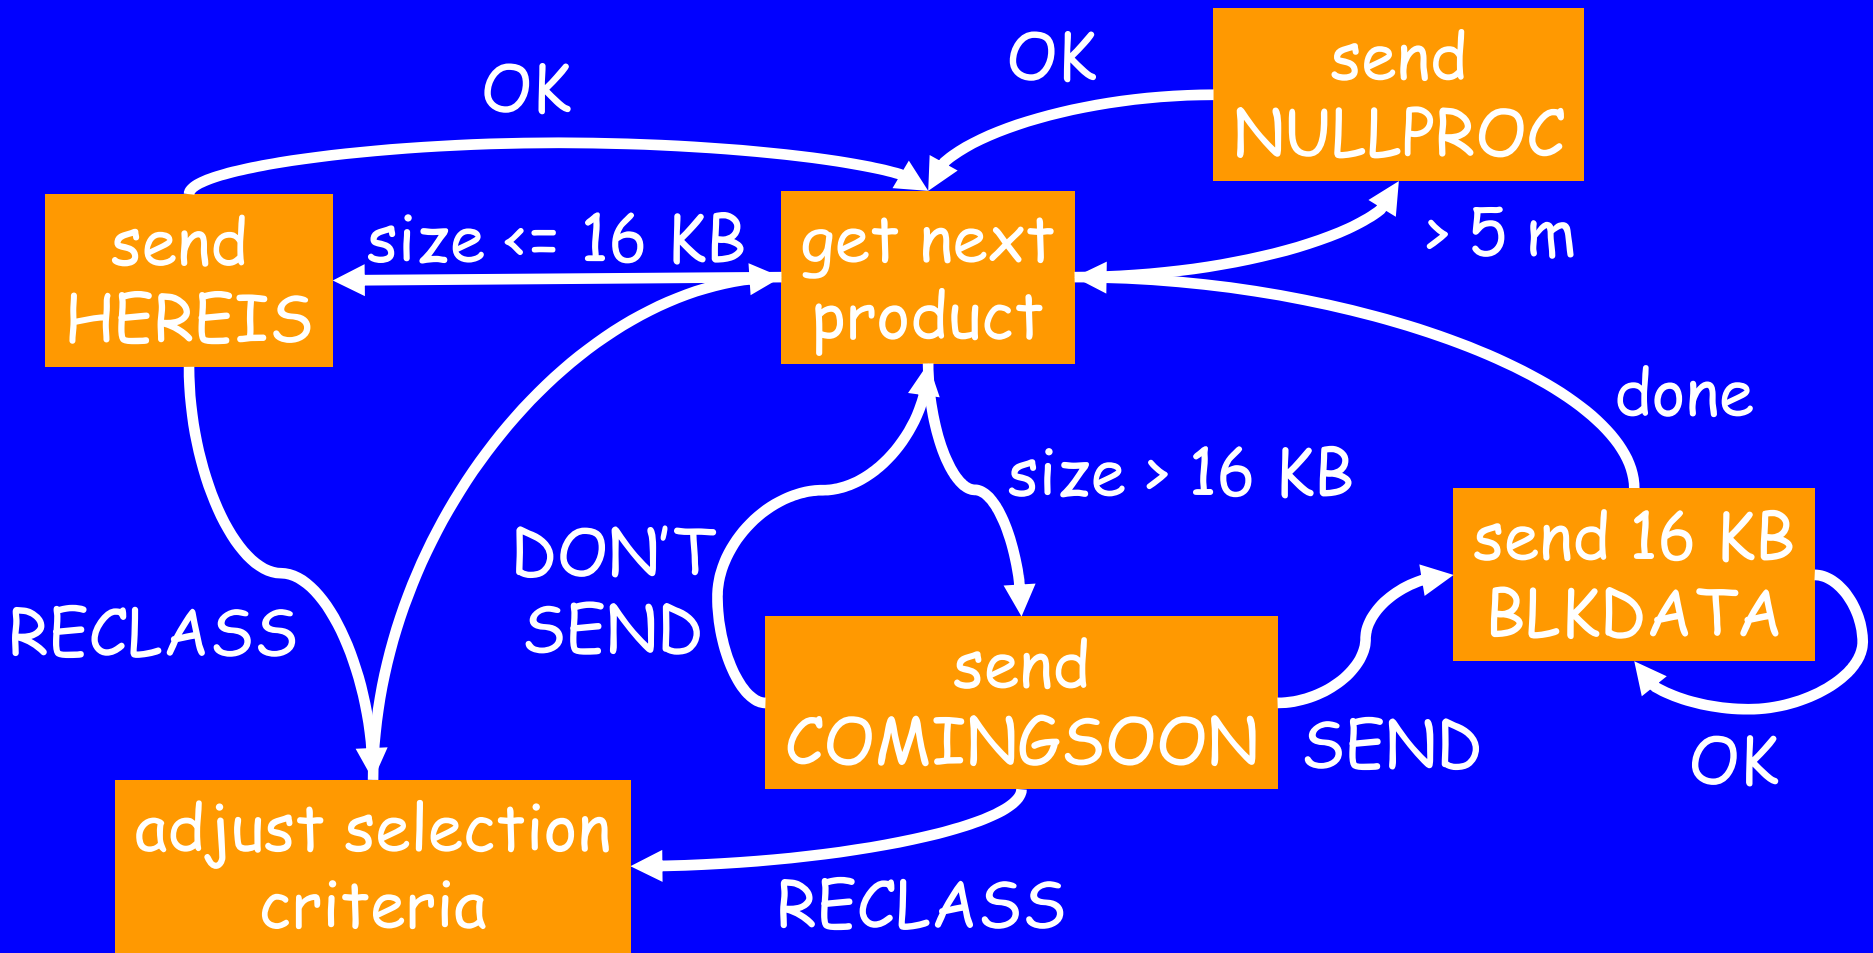 OK
OK
send
NULLPROC
send
HEREIS
size <= 16 KB
get next
product
> 5 m
done
size > 16 KB
DON'T
SEND
send 16 KB
BLKDATA
RECLASS
send
COMINGSOON
SEND
OK
adjust selection
criteria
RECLASS